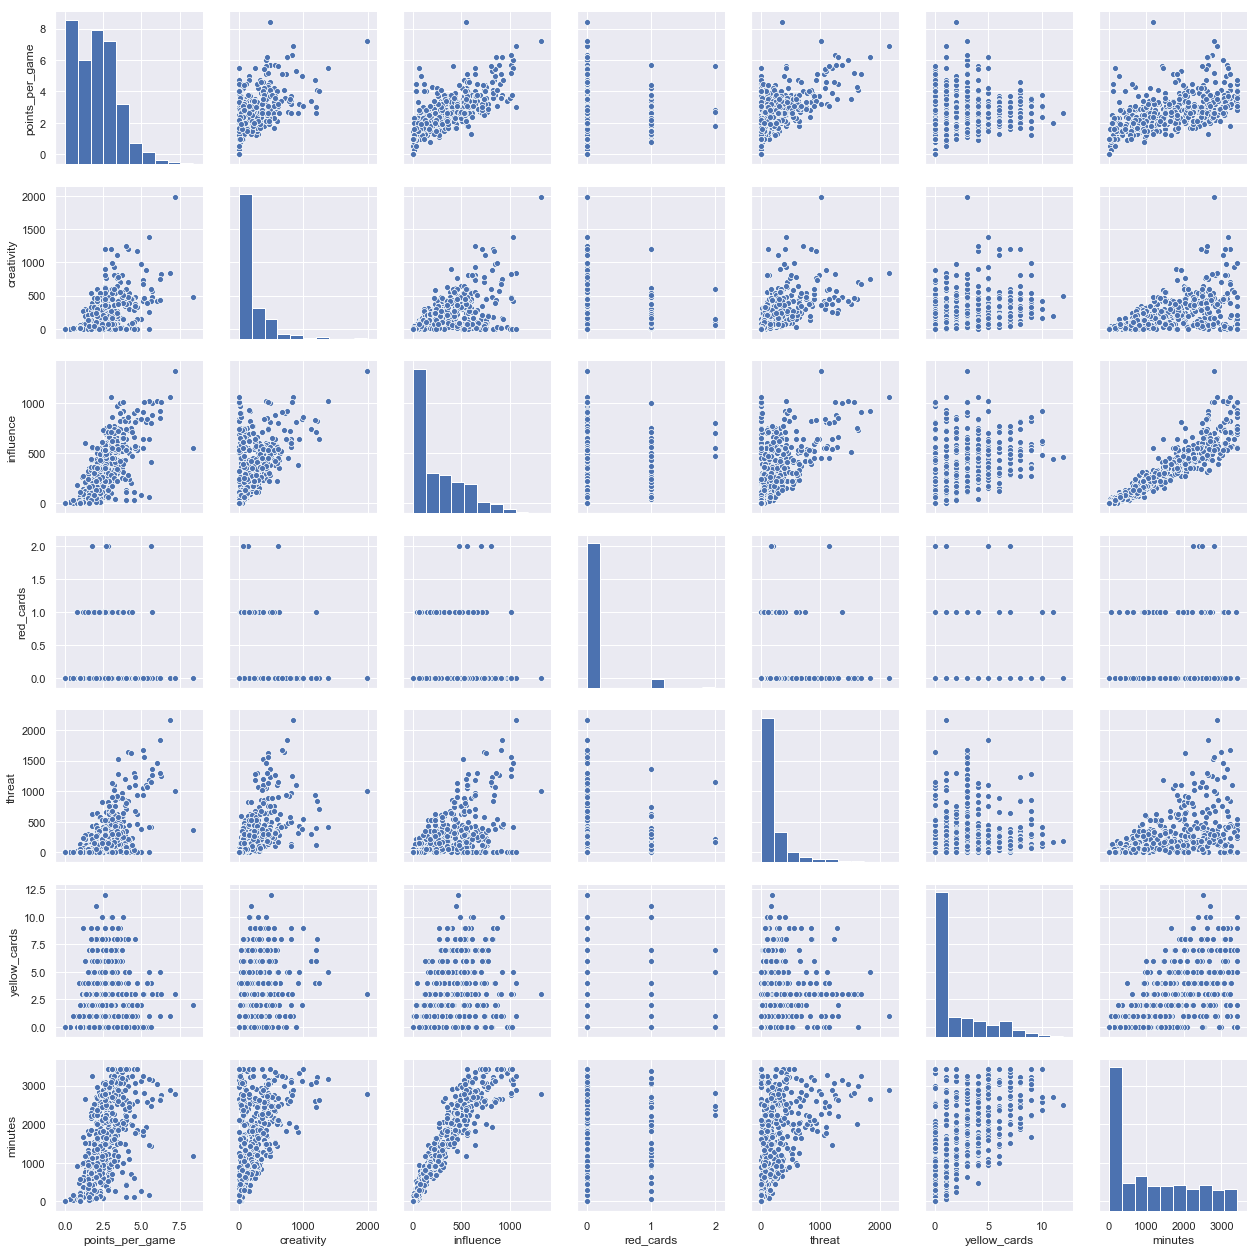 8
6
4
2
0
points_per_game
2000
1500
1000
500
0
creativity
1000
500
0
influence
2.0
1.5
1.0
0.5
0.0
red_cards
2000
1500
1000
500
0
threat
12.5
10.0
7.5
5.0
2.5
0.0
yellow_cards
3000
2000
1000
0
minutes
0.0 2.5 5.0 7.5
0 1000 2000
0 500 1000
0 1 2
0 1000 2000
0 5 10
0 1000 2000 3000
points_per_game
creativity
influence
red_cards
threat
yellow_cards
minutes